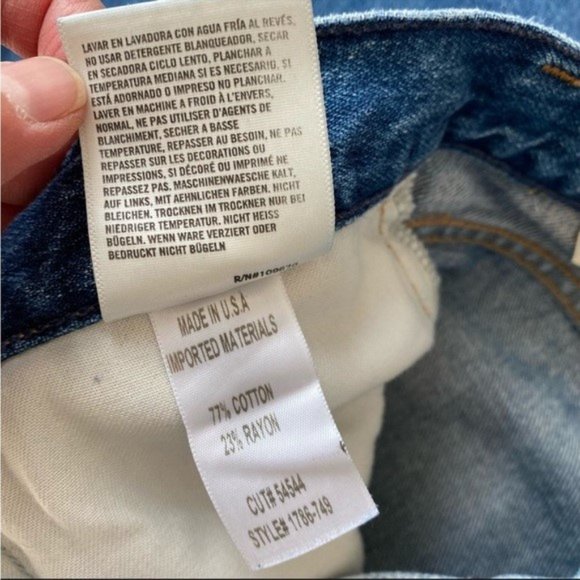 LAVAR EN LAVADORA CON AGUA FRÍA AL REVÉS,
NO USAR DETERGENTE BLANQUEADOR, SECAR
EN SECADORA CICLO LENTO, PLANCHAR A
TEMPERATURA MEDIANA SI ES NECESARIO, SI
ESTÁ ADORNADO O IMPRESO NO PLANCHAR.
LAVER EN MACHINE A FROID À L'ENVERS,
NORMAL, NE PAS UTILISER D'AGENTS DE
BLANCHIMENT, SECHER A BASSE
TEMPERATURE, REPASSER AU BESOIN, NE PAS
REPASSER SUR LES DECORATIONS OU
IMPRESSIONS, SI DÉCORÉ OU IMPRIMÉ NE
REPASSEZ PAS. MASCHINENWAESCHE KALT,
AUF LINKS, MIT AEHNLICHEN FARBEN. NICHT
BLEICHEN. TROCKNEN IM TROCKNER NUR BEI
NIEDRIGER TEMPERATUR. NICHT HEISS
BÜGELN. WENN WARE VERZIERT ODER
BEDRUCKT NICHT BÜGELN
MADE IN U.S.A
IMPORTED MATERIALS
77% COTTON
23% RAYON
CUT# 54544
STYLE# 1786-749